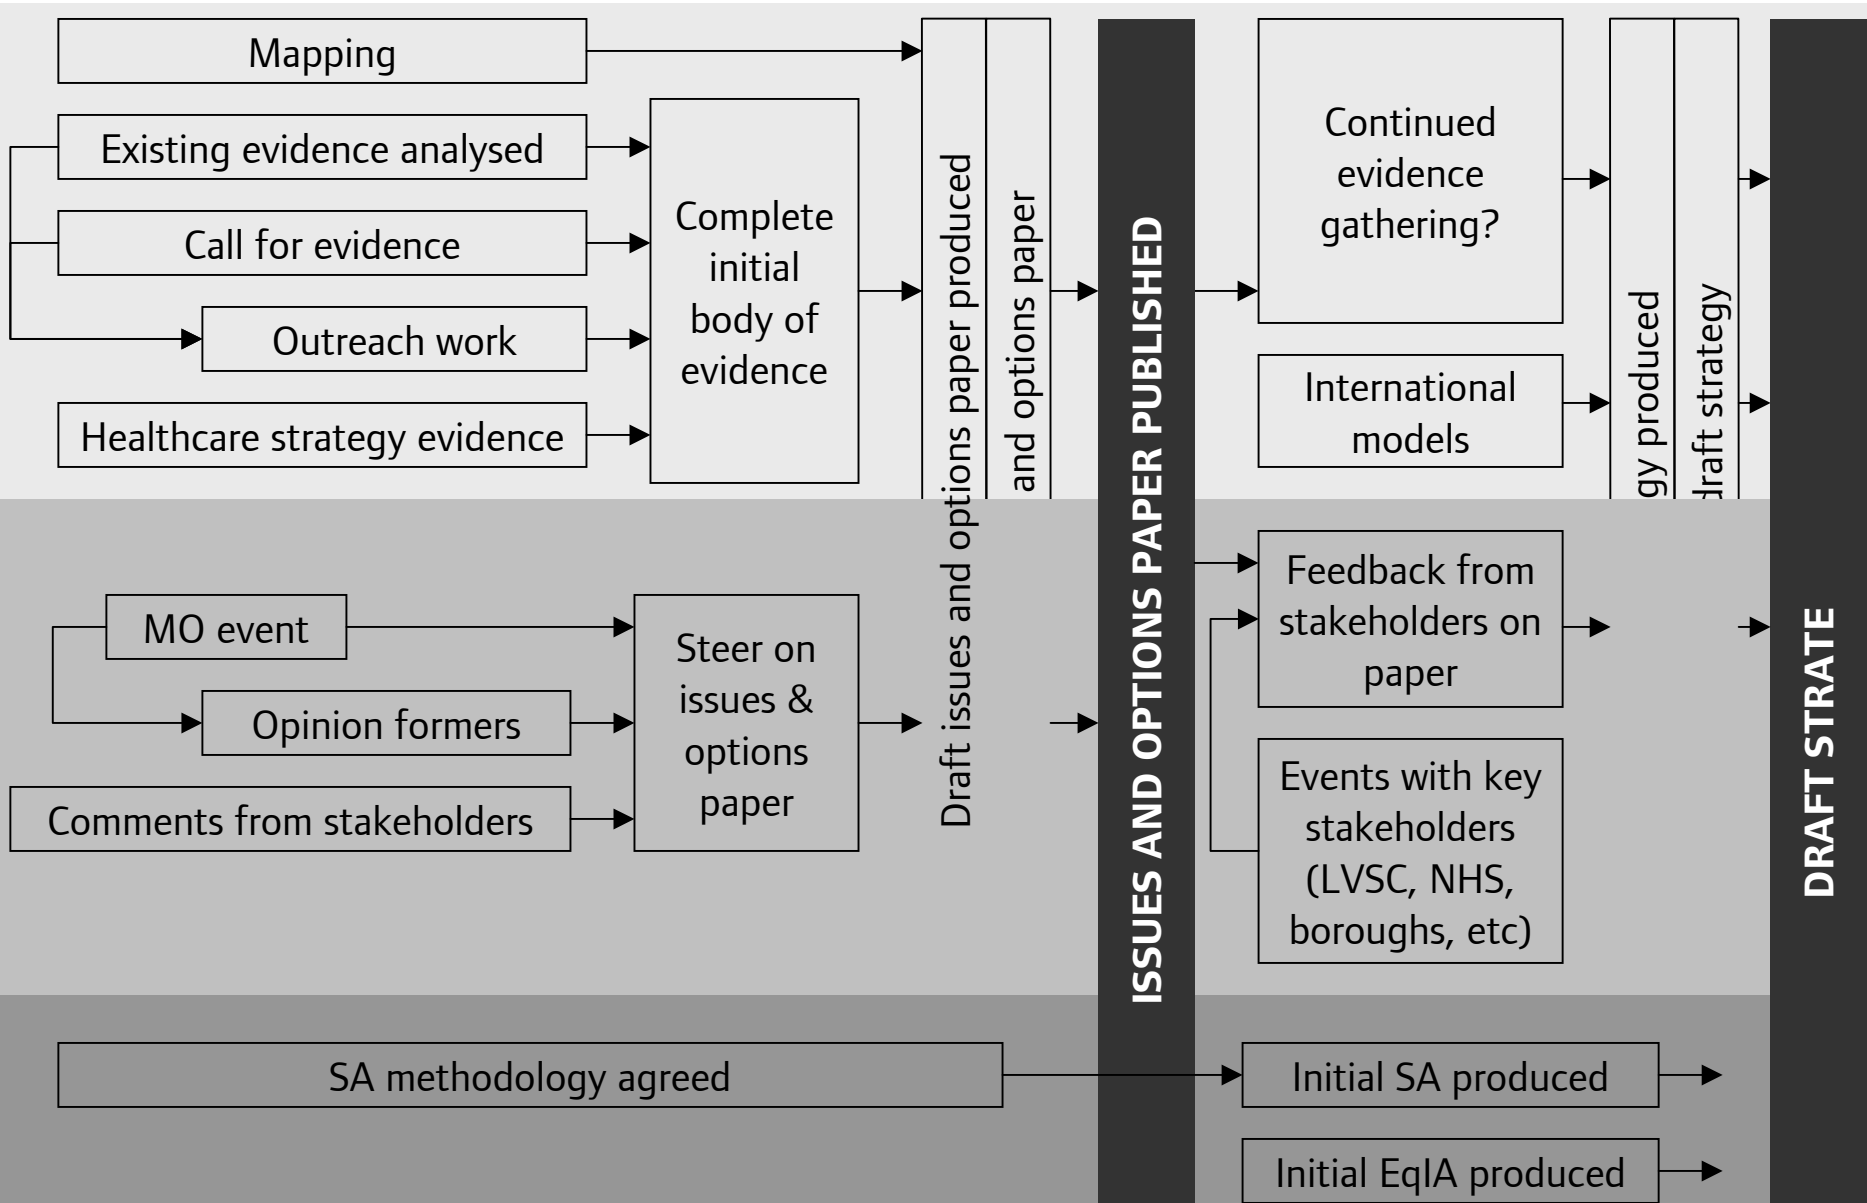 Mapping
Existing evidence analysed
Call for evidence
Outreach work
Healthcare strategy evidence
Complete
initial
body of
evidence
MO event
Opinion formers
Comments from stakeholders
Steer on
issues &
options
paper
Draft issues and options paper produced
and options paper
ISSUES AND OPTIONS PAPER PUBLISHED
Continued
evidence
gathering?
International
models
Feedback from
stakeholders on
paper
Events with key
stakeholders
(LVSC, NHS,
boroughs, etc)
gy produced
draft strategy
DRAFT STRATE
SA methodology agreed
Initial SA produced
Initial EqIA produced